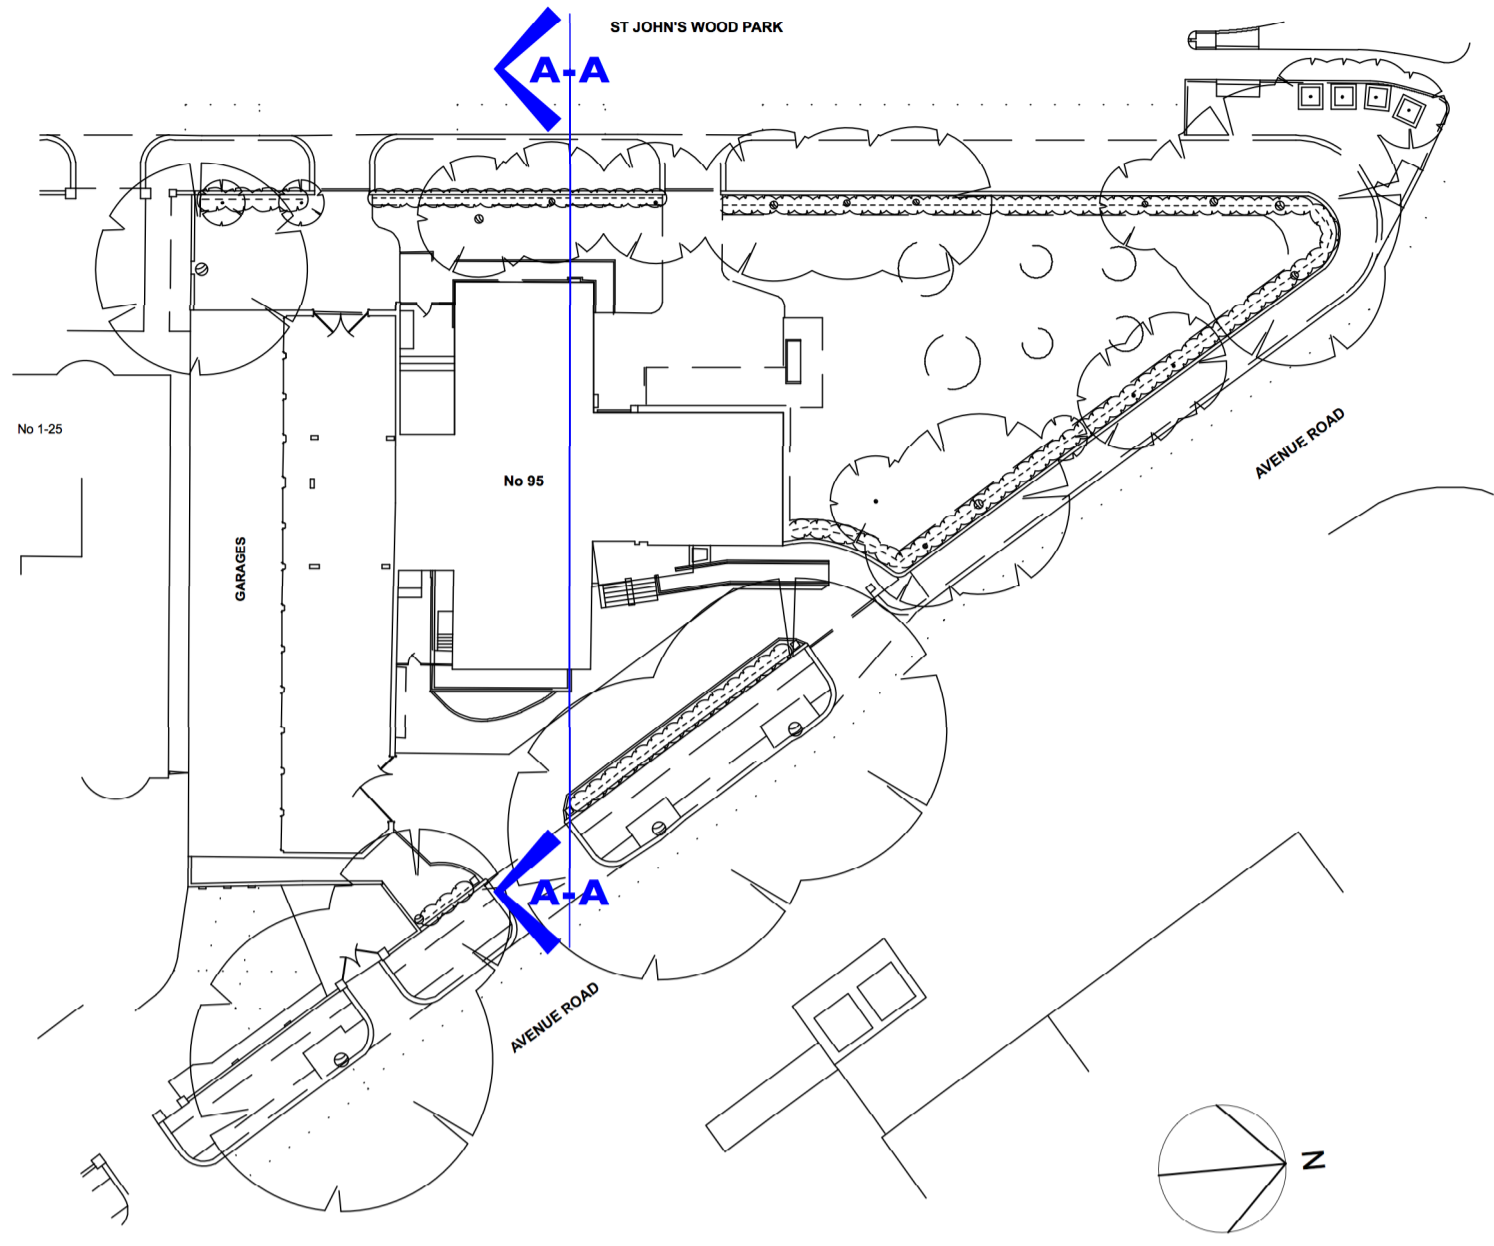 ST JOHN'S WOOD PARK
A-A
No 1-25
AVENUE ROAD
No 95
GARAGES
A-A
AVENUE ROAD
N